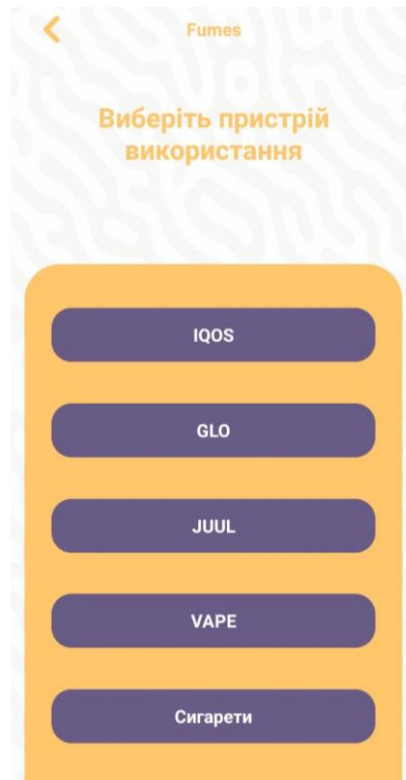 Fumes
Виберіть пристрій
використання
IQOS
GLO
JUUL
VAPE
Сигарети